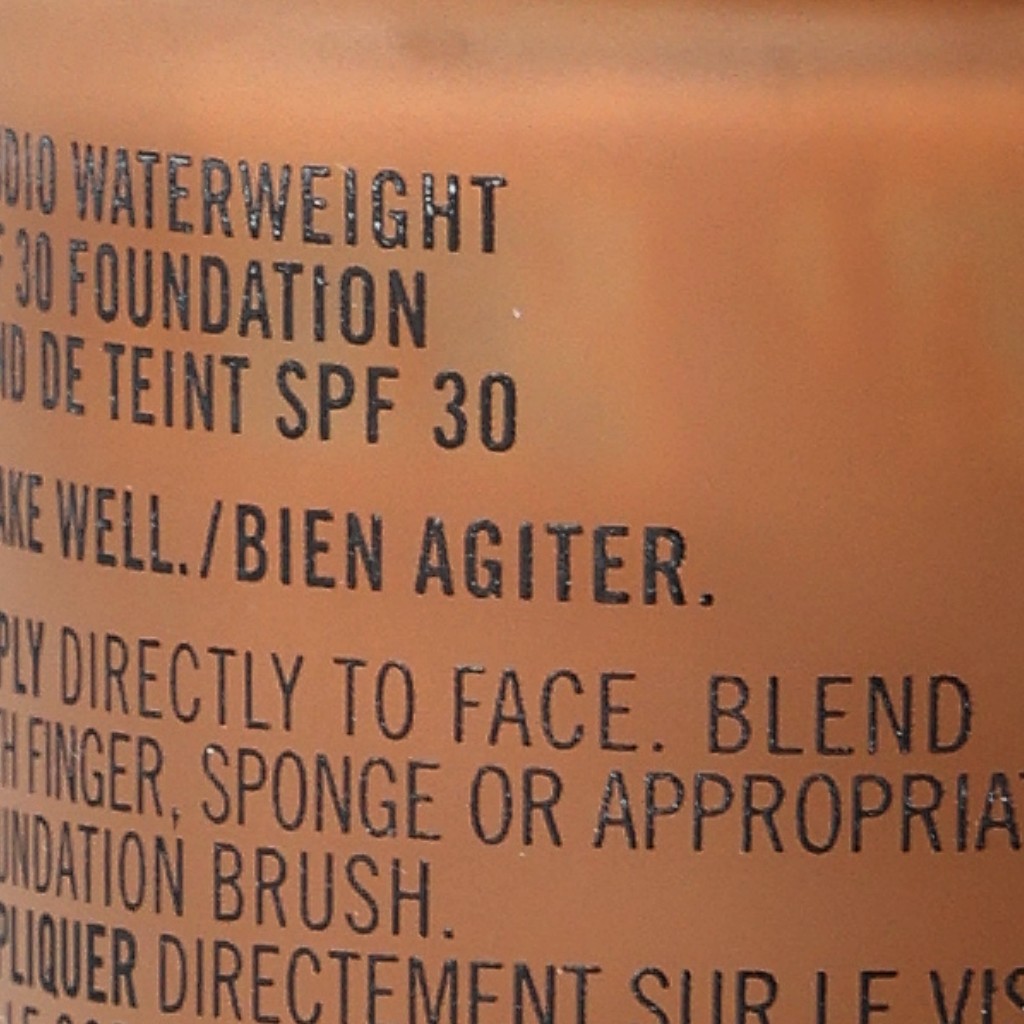 DIO WATERWEIGHT
F 30 FOUNDATION
ND DE TEINT SPF 30
AKE WELL./BIEN AGITER.
PLY DIRECTLY TO FACE. BLEND
TH FINGER, SPONGE OR APPROPRIAT
UNDATION BRUSH.
PLIQUER DIRECTEMENT SUR LE VIS